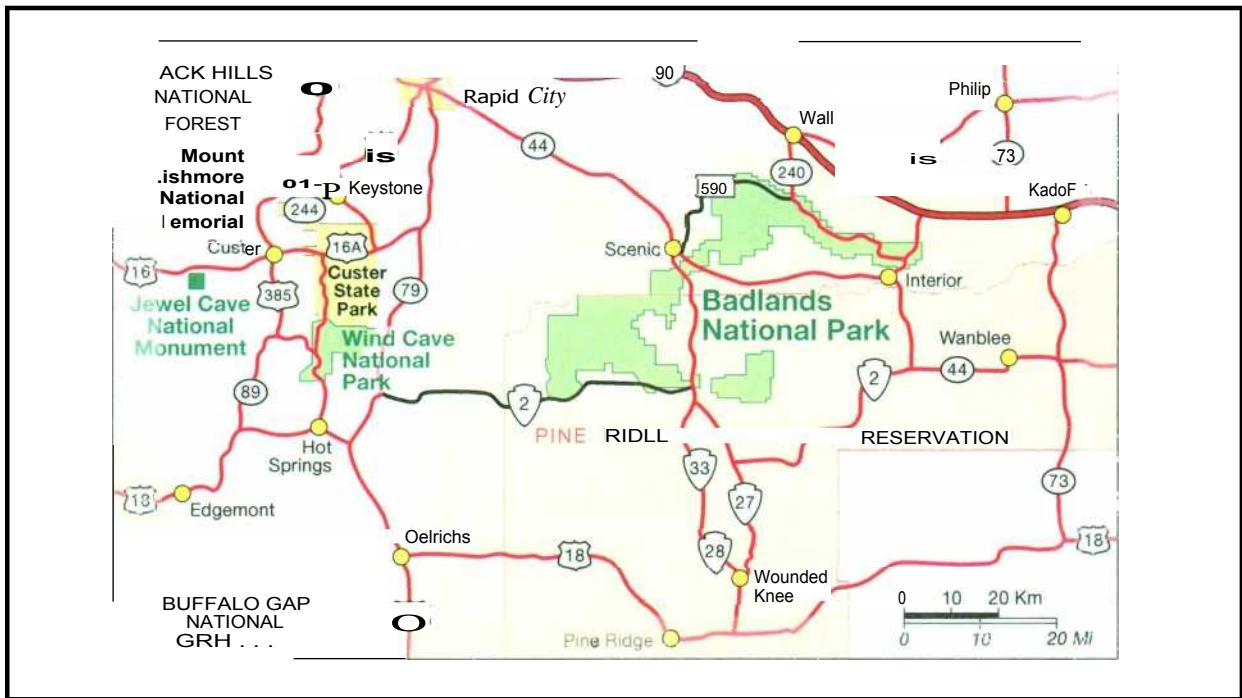 ACK HILLS
NATIONAL
FOREST
O
Rapid City
90
Philip
Wall
44
Mount
.ishmore
National
emorial
is
is
73
240
590
01-P
Keystone
KadoF
244
Custer
16A
Scenic
16
Custer
State
Park
385
79
Interior
Jewel Cave
National
Monument
Badlands
National Park
Wind Cave
National
Park
Wanblee
89
2
2
44
PINE RIDLL RESERVATION
Hot
Springs
33
27
73
18
Edgemont
Oelrichs
18
28
18
Wounded
Knee
BUFFALO GAP
NATIONAL
GRH . . .
O
Pine Ridge
0 10 20 Km
0 10 20 Mi